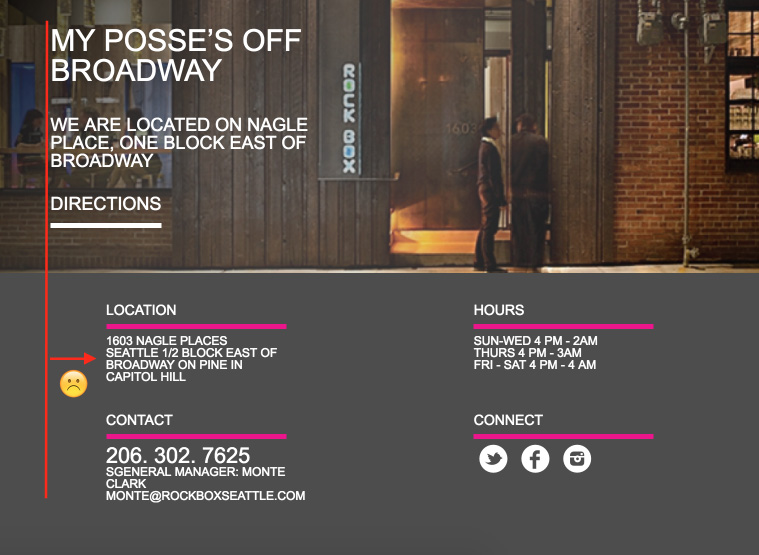 MY POSSE'S OFF
BROADWAY
WE ARE LOCATED ON NAGLE
PLACE, ONE BLOCK EAST OF
BROADWAY
DIRECTIONS
ROCK BOX
1603
LOCATION
1603 NAGLE PLACES
SEATTLE 1/2 BLOCK EAST OF
BROADWAY ON PINE IN
CAPITOL HILL
HOURS
SUN-WED 4 PM - 2AM
THURS 4 PM - 3AM
FRI - SAT 4 PM - 4 AM
CONTACT
206. 302. 7625
SGENERAL MANAGER: MONTE
CLARK
MONTE@ROCKBOXSEATTLE.COM
CONNECT